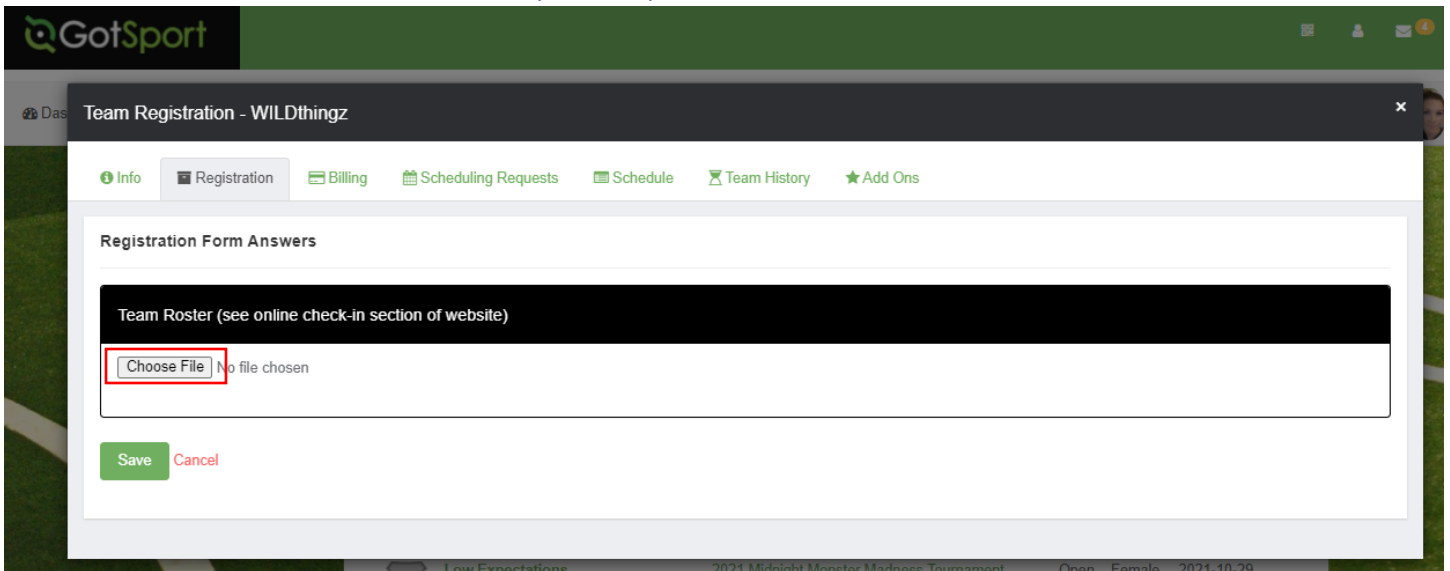 GotSport
4
Das
Team Registration - WILDthingz
×
Info Registration Billing Scheduling Requests Schedule Team History Add Ons
Registration Form Answers
Team Roster (see online check-in section of website)
Choose File No file chosen
Save Cancel
Low Expectations 2021 Midnight Monster Madness Tournament Open Female 2021-10-29